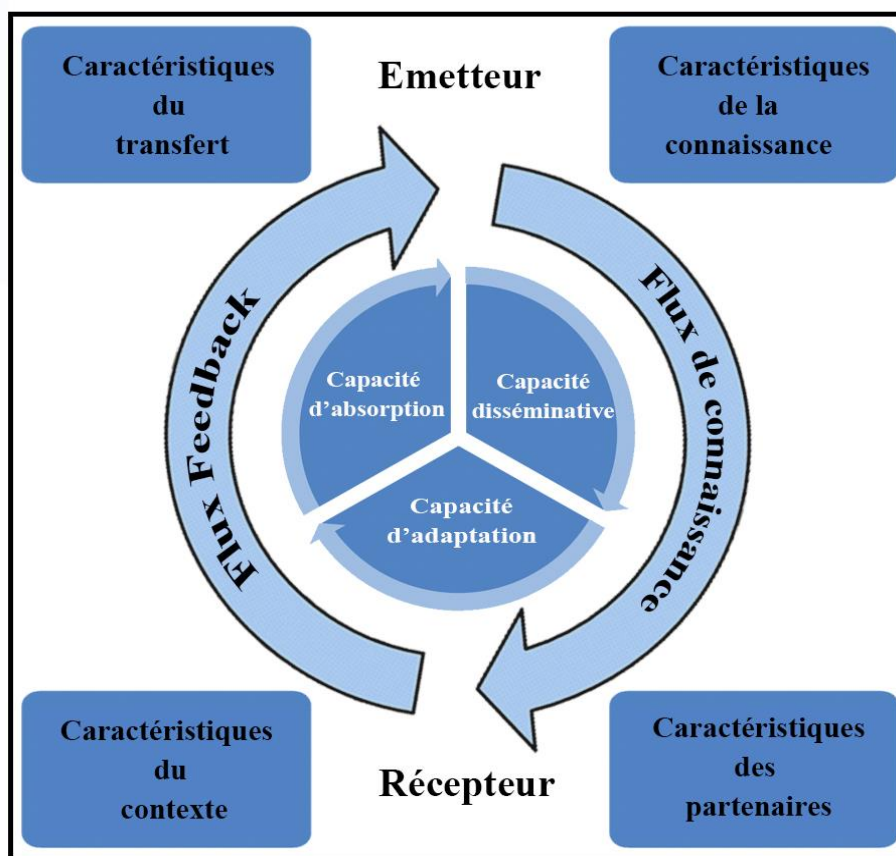 Caractéristiques
du
transfert
Emetteur
Caractéristiques
de la
connaissance
Flux Feedback
Flux de connaissance
Capacité
d’absorption
Capacité
disséminative
Capacité
d’adaptation
Caractéristiques
du
contexte
Récepteur
Caractéristiques
des
partenaires